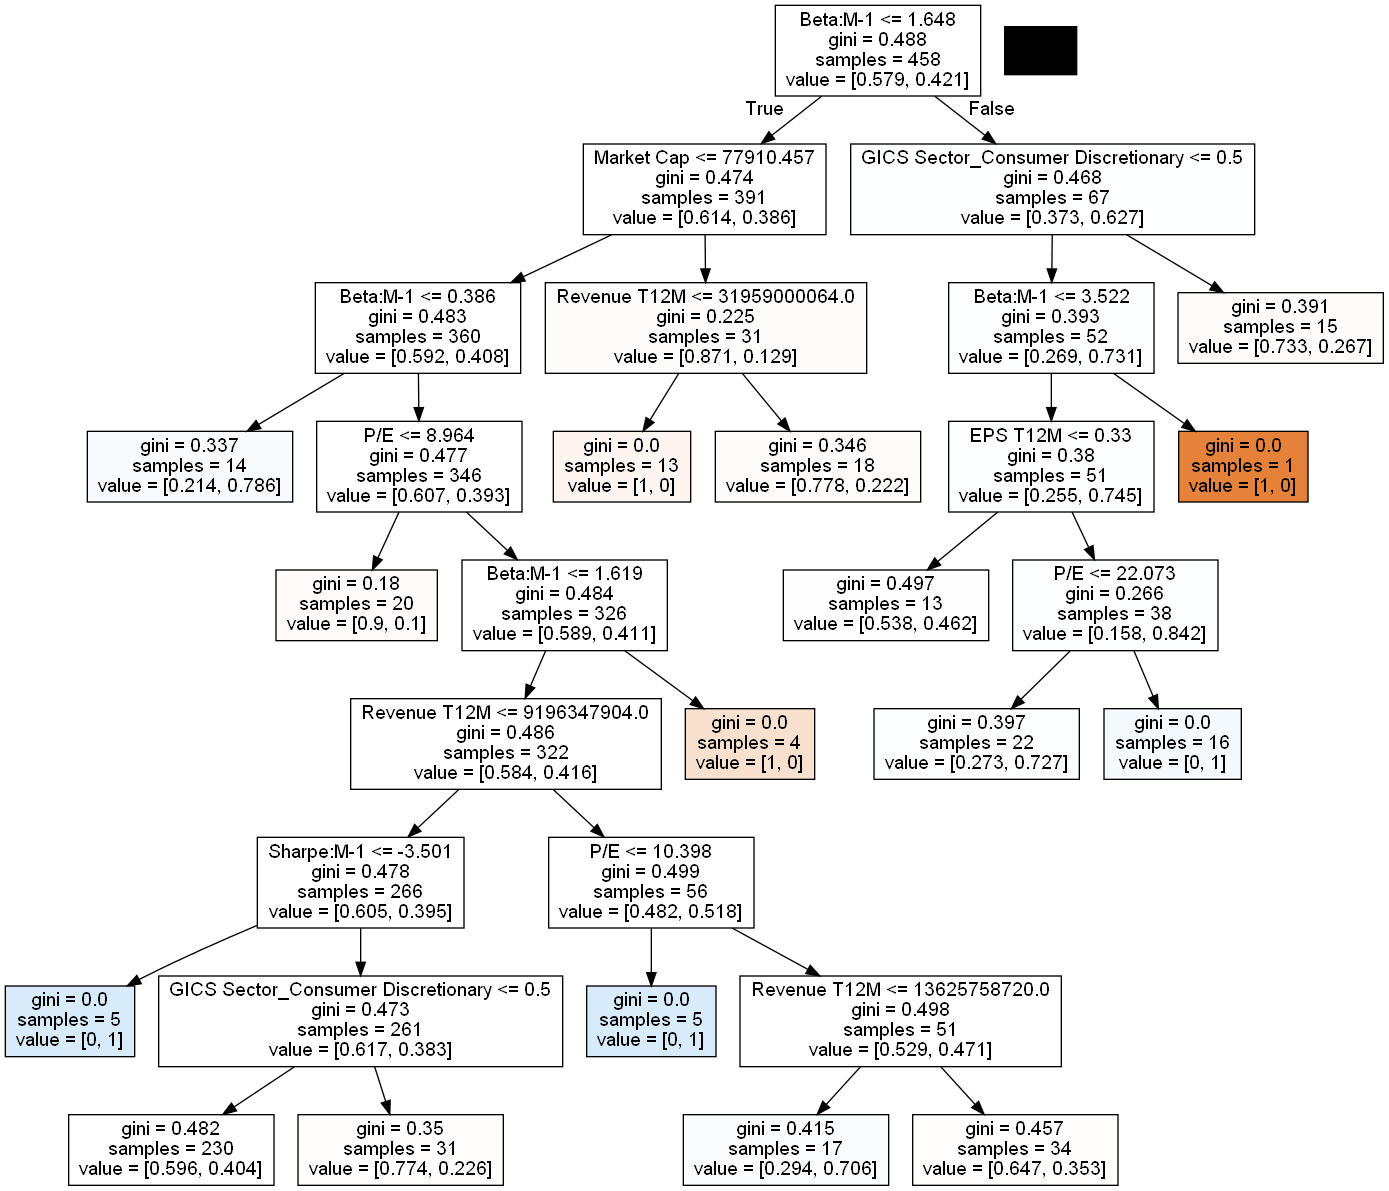 Beta:M-1 <= 1.648
gini = 0.488
samples = 458
value = [0.579, 0.421]
True
False
Market Cap <= 77910.457
gini = 0.474
samples = 391
value = [0.614, 0.386]
GICS Sector_Consumer Discretionary <= 0.5
gini = 0.468
samples = 67
value = [0.373, 0.627]
Beta:M-1 <= 0.386
gini = 0.483
samples = 360
value = [0.592, 0.408]
Revenue T12M <= 31959000064.0
gini = 0.225
samples = 31
value = [0.871, 0.129]
Beta:M-1 <= 3.522
gini = 0.393
samples = 52
value = [0.269, 0.731]
gini = 0.391
samples = 15
value = [0.733, 0.267]
gini = 0.337
samples = 14
value = [0.214, 0.786]
P/E <= 8.964
gini = 0.477
samples = 346
value = [0.607, 0.393]
gini = 0.0
samples = 13
value = [1, 0]
gini = 0.346
samples = 18
value = [0.778, 0.222]
EPS T12M <= 0.33
gini = 0.38
samples = 51
value = [0.255, 0.745]
gini = 0.0
samples = 1
value = [1, 0]
gini = 0.18
samples = 20
value = [0.9, 0.1]
Beta:M-1 <= 1.619
gini = 0.484
samples = 326
value = [0.589, 0.411]
gini = 0.497
samples = 13
value = [0.538, 0.462]
P/E <= 22.073
gini = 0.266
samples = 38
value = [0.158, 0.842]
Revenue T12M <= 9196347904.0
gini = 0.486
samples = 322
value = [0.584, 0.416]
gini = 0.0
samples = 4
value = [1, 0]
gini = 0.397
samples = 22
value = [0.273, 0.727]
gini = 0.0
samples = 16
value = [0, 1]
Sharpe:M-1 <= -3.501
gini = 0.478
samples = 266
value = [0.605, 0.395]
P/E <= 10.398
gini = 0.499
samples = 56
value = [0.482, 0.518]
gini = 0.0
samples = 5
value = [0, 1]
GICS Sector_Consumer Discretionary <= 0.5
gini = 0.473
samples = 261
value = [0.617, 0.383]
gini = 0.0
samples = 5
value = [0, 1]
Revenue T12M <= 13625758720.0
gini = 0.498
samples = 51
value = [0.529, 0.471]
gini = 0.482
samples = 230
value = [0.596, 0.404]
gini = 0.35
samples = 31
value = [0.774, 0.226]
gini = 0.415
samples = 17
value = [0.294, 0.706]
gini = 0.457
samples = 34
value = [0.647, 0.353]